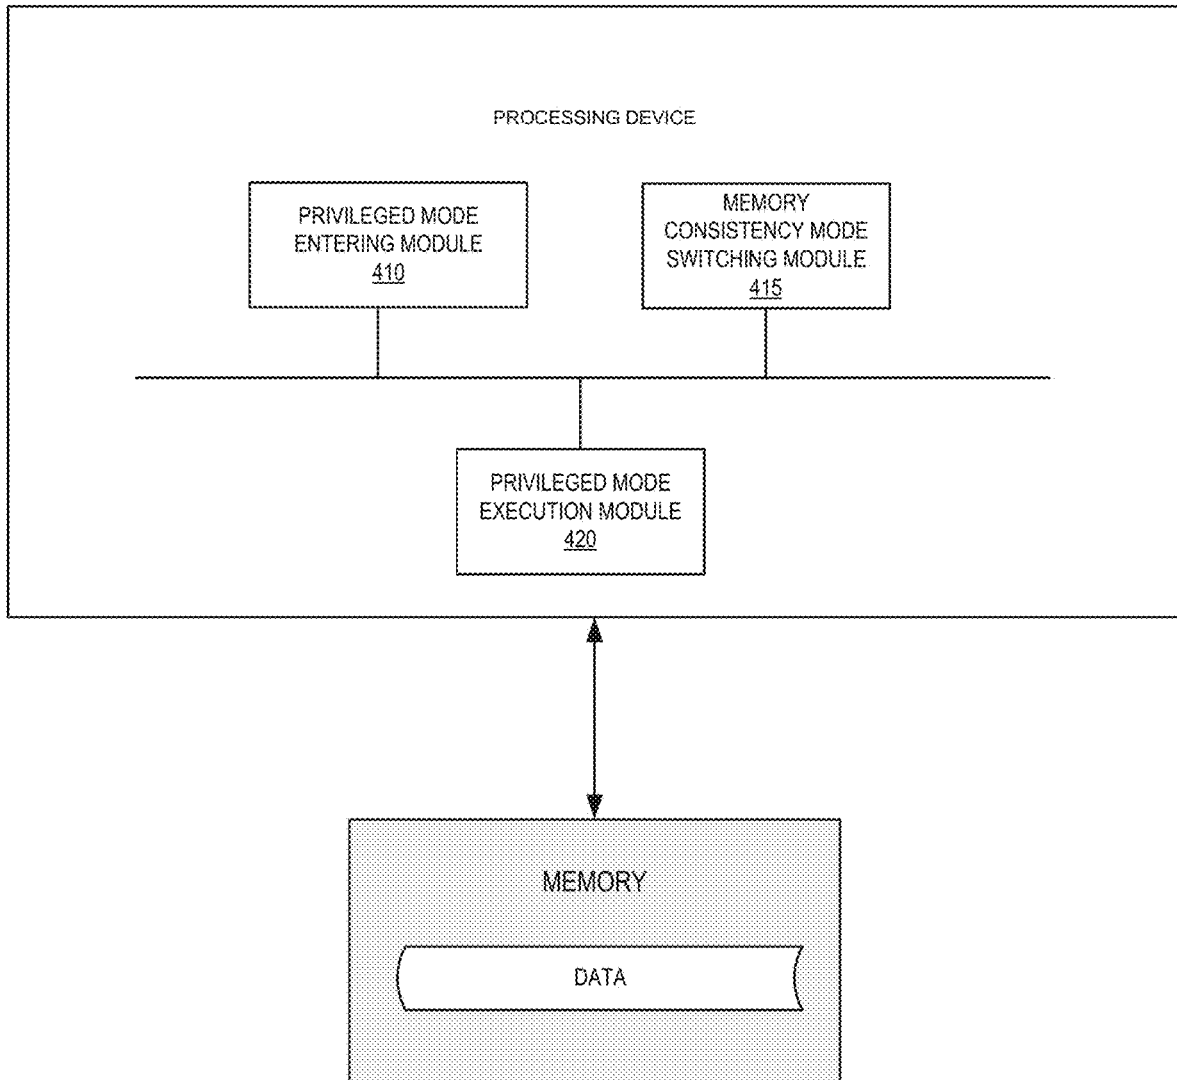 PROCESSING DEVICE
PRIVILEGED MODE
ENTERING MODULE
410
MEMORY
CONSISTENCY MODE
SWITCHING MODULE
415
PRIVILEGED MODE
EXECUTION MODULE
420
MEMORY
DATA